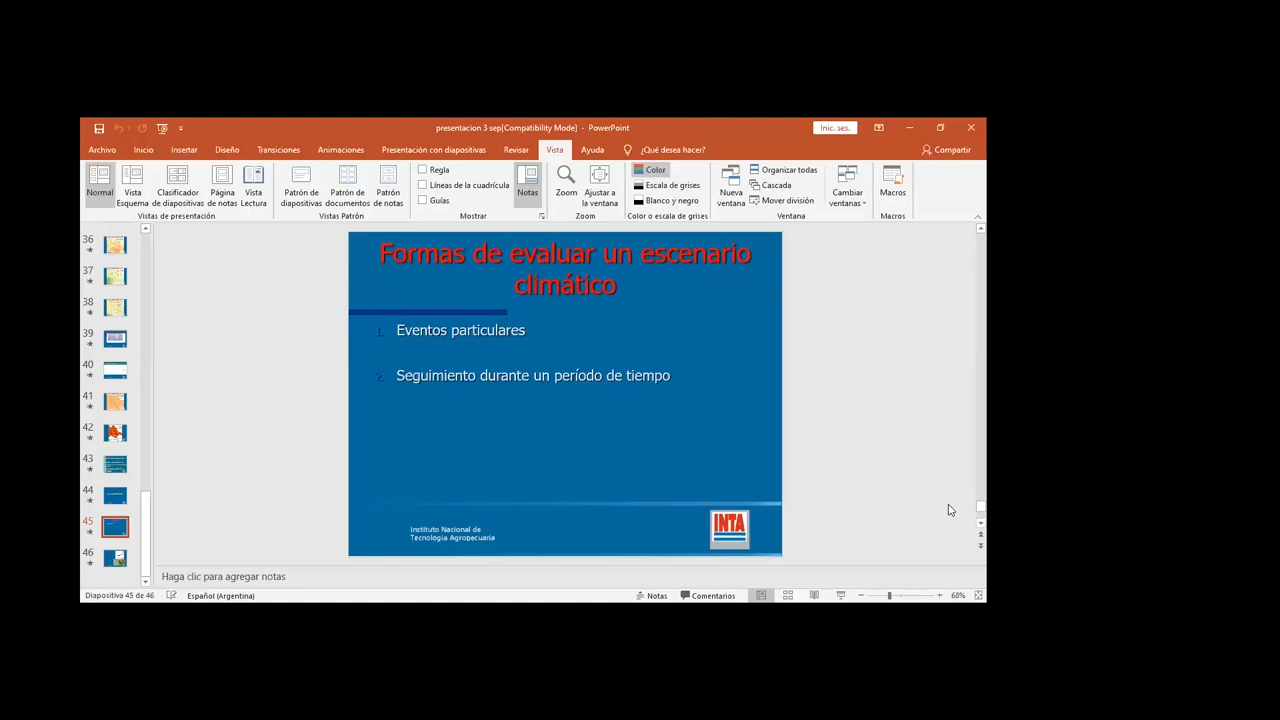 presentacion 3 sep[Compatibility Mode] - PowerPoint
Inic. ses.
Archivo Inicio Insertar Diseño Transiciones Animaciones Presentación con diapositivas Revisar Vista Ayuda ¿Qué desea hacer? Compartir
Normal
Vista Esquema
Clasificador de diapositivas
Página de notas
Vista Lectura
Vistas de presentación
Patrón de diapositivas
Patrón de documentos
Patrón de notas
Vistas Patrón
Regla
Líneas de la cuadrícula
Guías
Mostrar
Notas
Zoom
Ajustar a la ventana
Zoom
Color
Escala de grises
Blanco y negro
Color o escala de grises
Nueva ventana
Organizar todas
Cascada
Mover división
Cambiar ventanas
Ventana
Macros
Macros
36
37
38
39
40
41
42
43
44
45
46
Formas de evaluar un escenario
climático
1. Eventos particulares
2. Seguimiento durante un período de tiempo
Instituto Nacional de
Tecnología Agropecuaria
INTA
Haga clic para agregar notas
Diapositiva 45 de 46 Español (Argentina) Notas Comentarios 68%